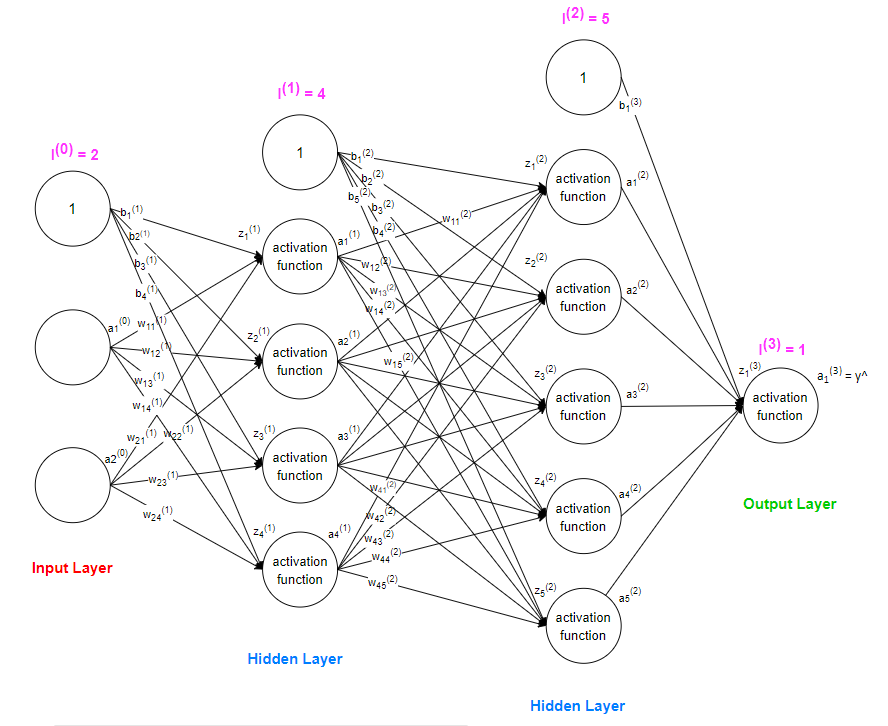 l(0) = 2
1
b1(1)
b2(1)
b3(1)
b4(1)
a1(0)
w11(1)
w12(1)
w13(1)
w14(1)
a2(0)
w21(1)
w22(1)
w23(1)
w24(1)
Input Layer
l(1) = 4
1
b1(2)
b2(2)
b5(2)
b3(2)
b4(2)
z1(1)
activation
function
a1(1)
w11(2)
w12(2)
w13(2)
w14(2)
w15(2)
z2(1)
activation
function
a2(1)
z3(1)
activation
function
a3(1)
z4(1)
activation
function
a4(1)
w41(2)
w42(2)
w43(2)
w44(2)
w45(2)
Hidden Layer
l(2) = 5
1
b1(3)
z1(2)
activation
function
a1(2)
z2(2)
activation
function
a2(2)
z3(2)
activation
function
a3(2)
z4(2)
activation
function
a4(2)
z5(2)
activation
function
a5(2)
Hidden Layer
l(3) = 1
z1(3)
activation
function
a1(3) = y^
Output Layer